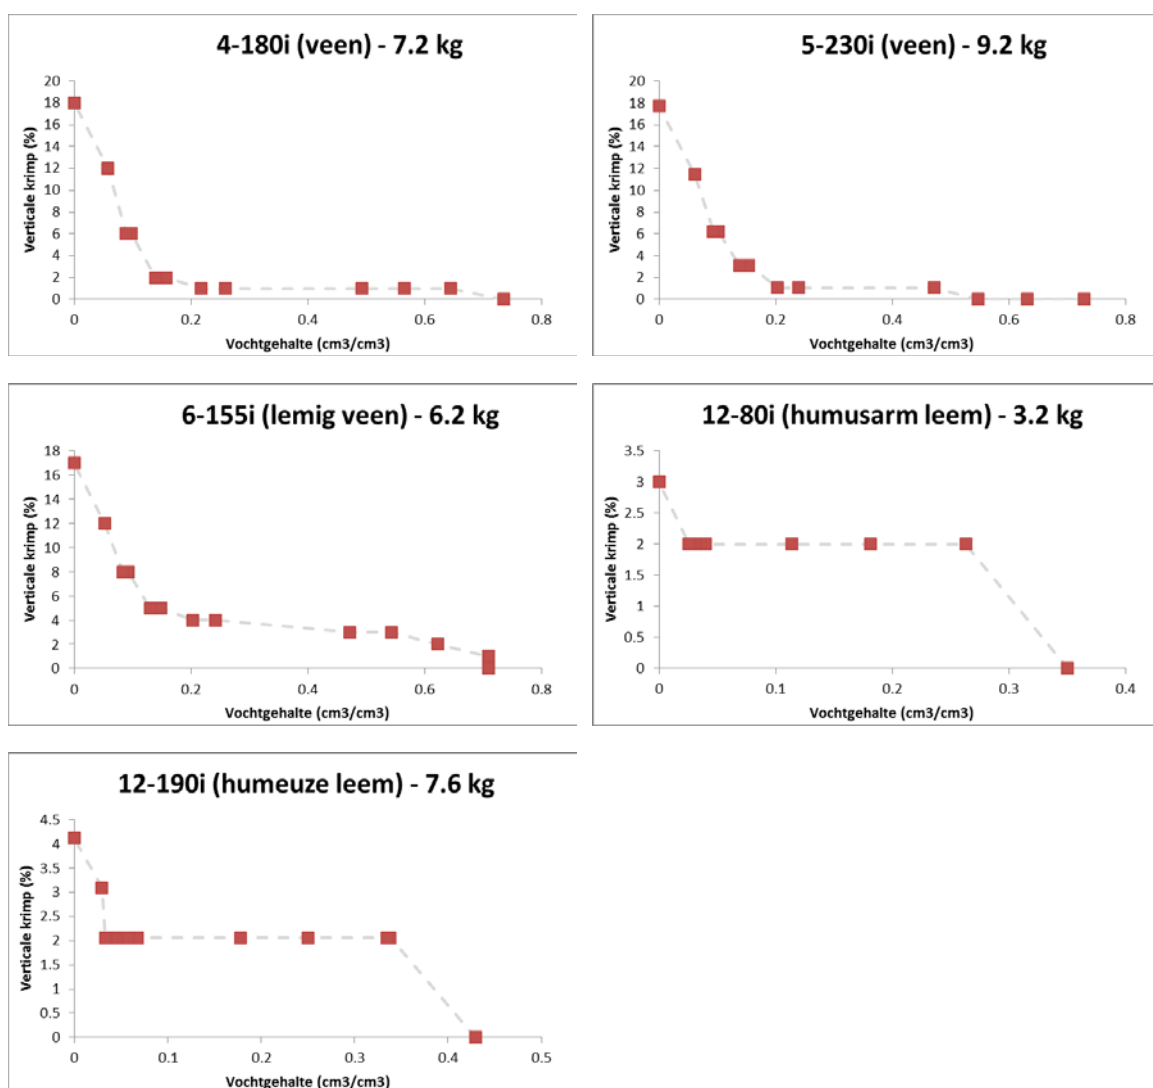 4-180i (veen) - 7.2 kg
Verticale krimp (%)
20
18
16
14
12
10
8
6
4
2
0
0 0.2 0.4 0.6 0.8
Vochtgehalte (cm3/cm3)
5-230i (veen) - 9.2 kg
Verticale krimp (%)
20
18
16
14
12
10
8
6
4
2
0
0 0.2 0.4 0.6 0.8
Vochtgehalte (cm3/cm3)
6-155i (lemig veen) - 6.2 kg
Verticale krimp (%)
18
16
14
12
10
8
6
4
2
0
0 0.2 0.4 0.6 0.8
Vochtgehalte (cm3/cm3)
12-80i (humusarm leem) - 3.2 kg
Verticale krimp (%)
3.5
3
2.5
2
1.5
1
0.5
0
0 0.1 0.2 0.3 0.4
Vochtgehalte (cm3/cm3)
12-190i (humeuze leem) - 7.6 kg
Verticale krimp (%)
4.5
4
3.5
3
2.5
2
1.5
1
0.5
0
0 0.1 0.2 0.3 0.4 0.5
Vochtgehalte (cm3/cm3)